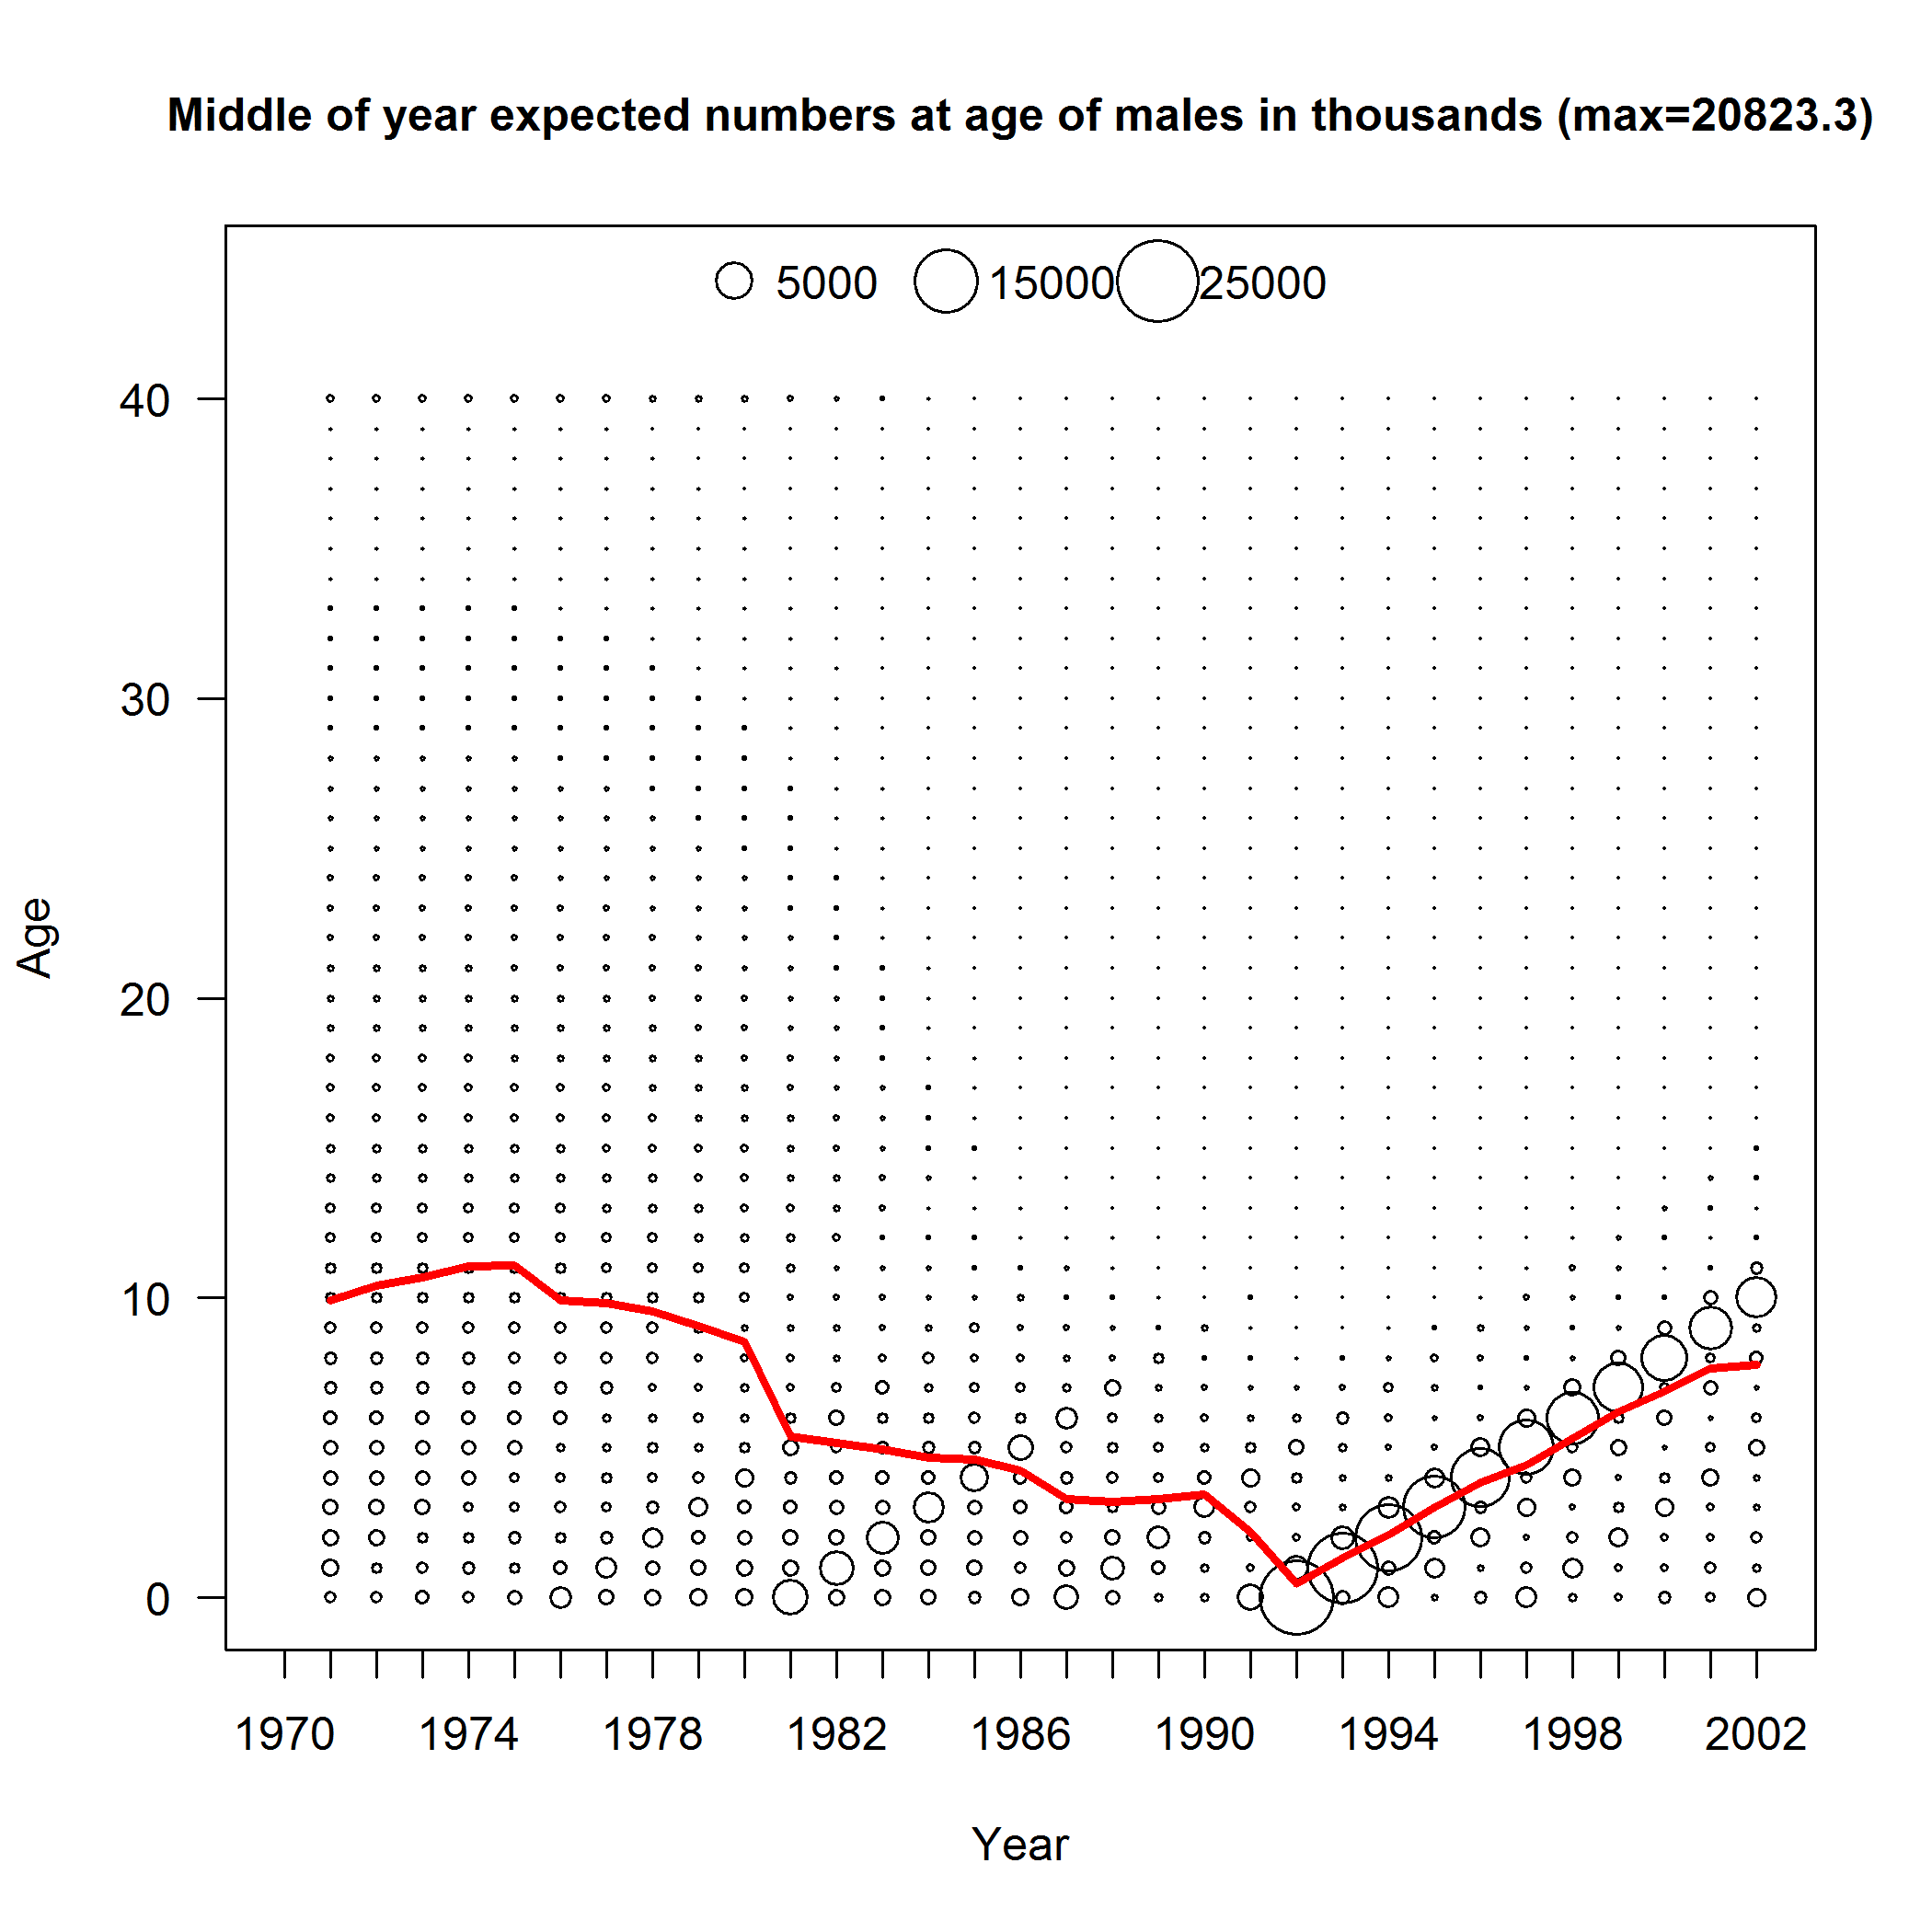 Middle of year expected numbers at age of males in thousands (max=20823.3)
5000 15000 25000
40
30
20
10
0
Age
1970 1974 1978 1982 1986 1990 1994 1998 2002
Year